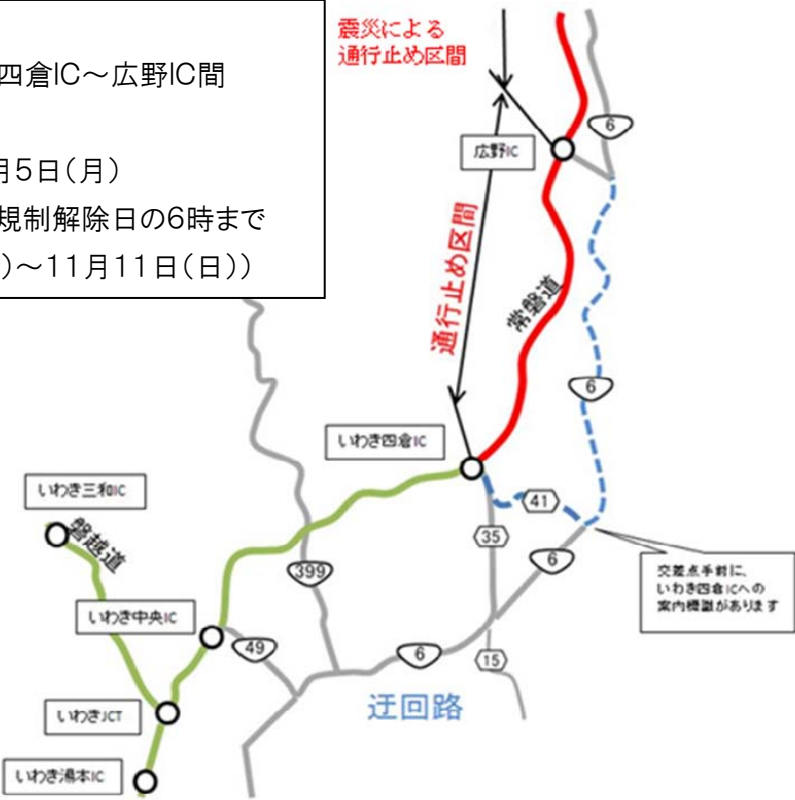 四倉IC～広野IC間
月5日(月)
規制解除日の6時まで
)～11月11日(日))
震災による
通行止め区間
6
広野IC
通行止め区間
常磐道
6
いわき四倉IC
いわき三和IC
磐越道
41
35
6
399
交差点手前に、
いわき四倉ICへの
案内標識があります
いわき中央IC
49
6
15
迂回路
いわきJCT
いわき湯本IC